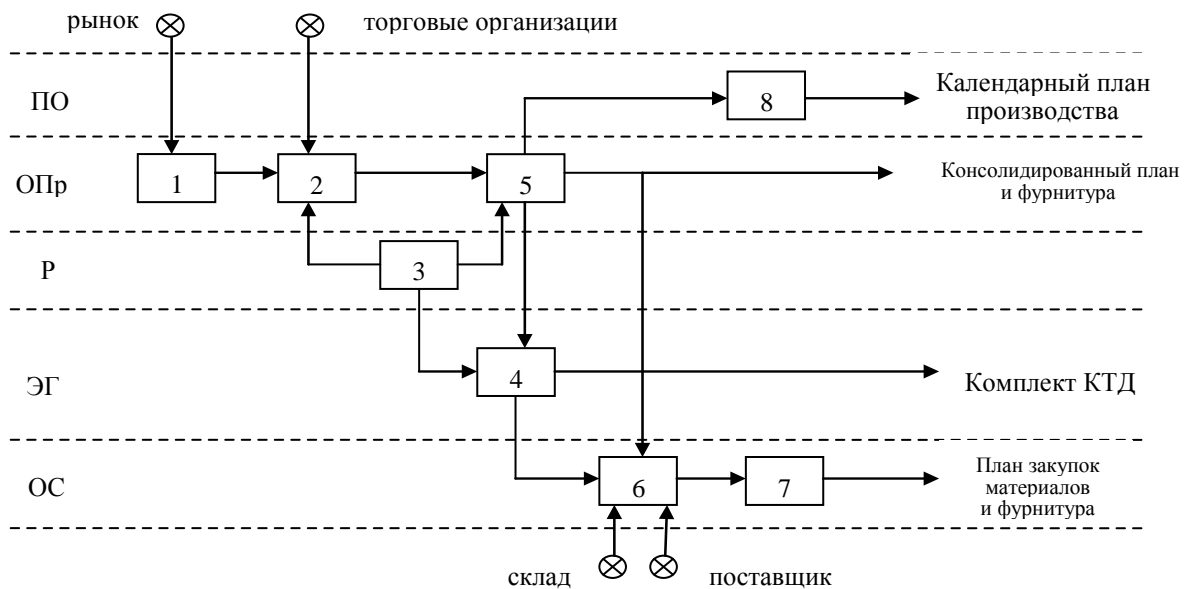 рынок
торговые организации
ПО
8
Календарный план
производства
ОПр
1
2
5
Консолидированный план
и фурнитура
Р
3
ЭГ
4
Комплект КТД
ОС
6
7
План закупок
материалов
и фурнитура
склад
поставщик